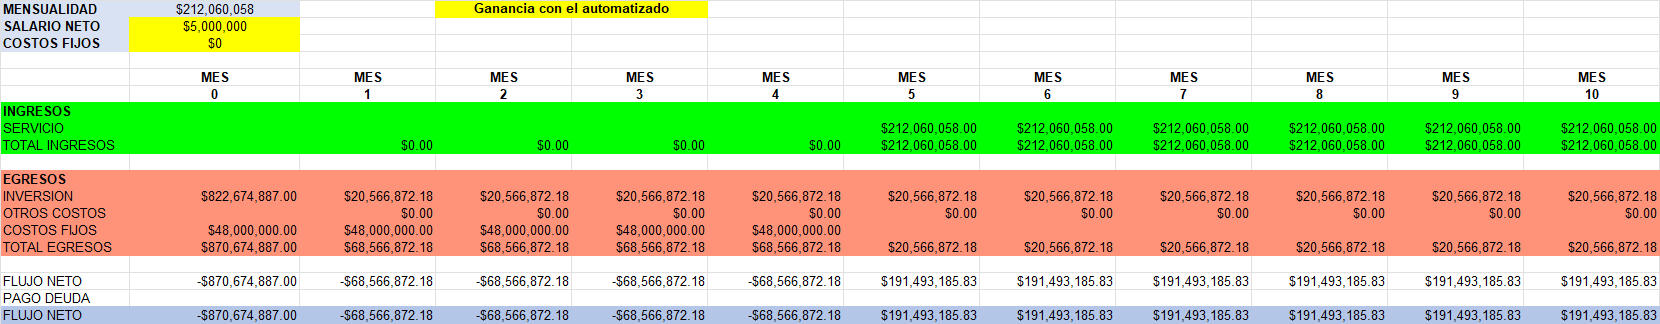 MENSUALIDAD $212,060,058 Ganancia con el automatizado
SALARIO NETO $5,000,000
COSTOS FIJOS $0
MES MES MES MES MES MES MES MES MES MES MES
0 1 2 3 4 5 6 7 8 9 10
INGRESOS
SERVICIO $212,060,058.00 $212,060,058.00 $212,060,058.00 $212,060,058.00 $212,060,058.00 $212,060,058.00
TOTAL INGRESOS $0.00 $0.00 $0.00 $0.00 $212,060,058.00 $212,060,058.00 $212,060,058.00 $212,060,058.00 $212,060,058.00 $212,060,058.00
EGRESOS
INVERSION $822,674,887.00 $20,566,872.18 $20,566,872.18 $20,566,872.18 $20,566,872.18 $20,566,872.18 $20,566,872.18 $20,566,872.18 $20,566,872.18 $20,566,872.18 $20,566,872.18
OTROS COSTOS $0.00 $0.00 $0.00 $0.00 $0.00 $0.00 $0.00 $0.00 $0.00 $0.00
COSTOS FIJOS $48,000,000.00 $48,000,000.00 $48,000,000.00 $48,000,000.00 $48,000,000.00
TOTAL EGRESOS $870,674,887.00 $68,566,872.18 $68,566,872.18 $68,566,872.18 $68,566,872.18 $20,566,872.18 $20,566,872.18 $20,566,872.18 $20,566,872.18 $20,566,872.18 $20,566,872.18
FLUJO NETO -$870,674,887.00 -$68,566,872.18 -$68,566,872.18 -$68,566,872.18 -$68,566,872.18 $191,493,185.83 $191,493,185.83 $191,493,185.83 $191,493,185.83 $191,493,185.83 $191,493,185.83
PAGO DEUDA
FLUJO NETO -$870,674,887.00 -$68,566,872.18 -$68,566,872.18 -$68,566,872.18 -$68,566,872.18 $191,493,185.83 $191,493,185.83 $191,493,185.83 $191,493,185.83 $191,493,185.83 $191,493,185.83